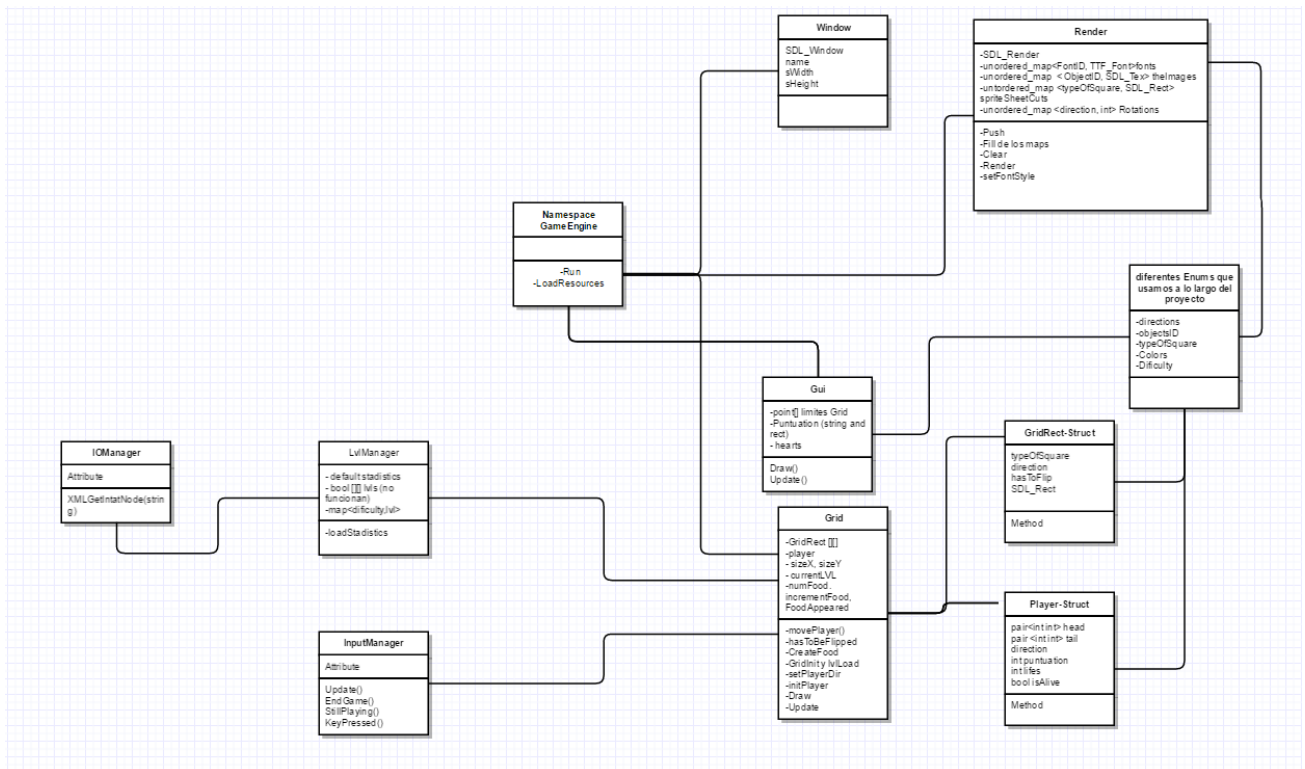 Window
SDL_Window
name
sWidth
sHeight
Render
-SDL_Render
-unordered_map<FontID, TTF_Font>fonts
-unordered_map < ObjectID, SDL_Tex> theImages
-untordered_map <typeOfSquare, SDL_Rect>
spriteSheetCuts
-unordered_map <direction, int> Rotations
-Push
-Fill de los maps
-Clear
-Render
-setFontStyle
Namespace
GameEngine
-Run
-LoadResources
diferentes Enums que
usamos a lo largo del
proyecto
-directions
-objectsID
-typeOfSquare
-Colors
-Dificulty
Gui
-point[] limites Grid
-Puntuation (string and
rect)
- hearts
Draw()
Update()
GridRect-Struct
typeOfSquare
direction
hasToFlip
SDL_Rect
Method
IOManager
Attribute
XMLGetIntatNode(strin
g)
LvlManager
- default stadistics
- bool [][] lvls (no
funcionan)
-map<dificulty,lvl>
-loadStadistics
Grid
-GridRect [][]
-player
- sizeX, sizeY
- currentLVL
-numFood.
incrementFood,
FoodAppeared
-movePlayer()
-hasToBeFlipped
-CreateFood
-GridInit y lvlLoad
-setPlayerDir
-initPlayer
-Draw
-Update
Player-Struct
pair<int int> head
pair <int int> tail
direction
int puntuation
int lifes
bool isAlive
Method
InputManager
Attribute
Update()
EndGame()
StillPlaying()
KeyPressed()